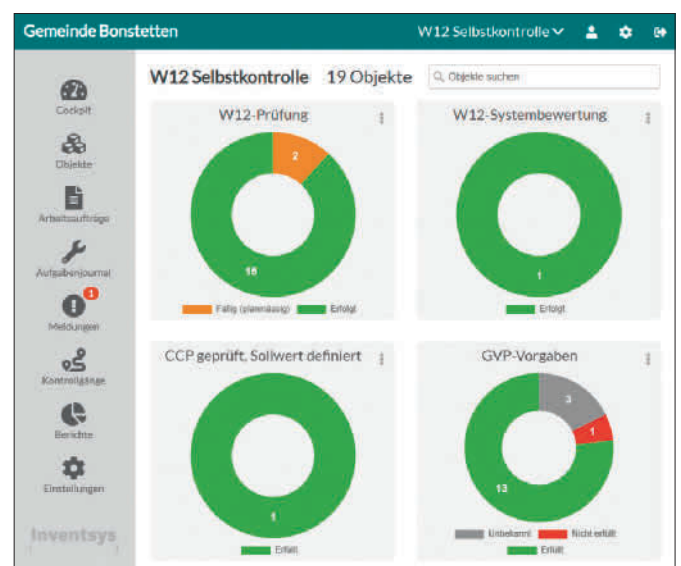 Gemeinde Bonstetten
W12 Selbstkontrolle
Cockpit
Objekte
Arbeitsaufträge
Aufgabenjournal
1
Meldungen
Kontrollgänge
Berichte
Einstellungen
Inventsys
W12 Selbstkontrolle 19 Objekte
Objekte suchen
W12-Prüfung
2
16
Fällig (planmässig) Erfolgt
W12-Systembewertung
1
Erfolgt
CCP geprüft, Sollwert definiert
1
Erfüllt
GVP-Vorgaben
3
1
13
Unbekannt Nicht erfüllt
Erfüllt